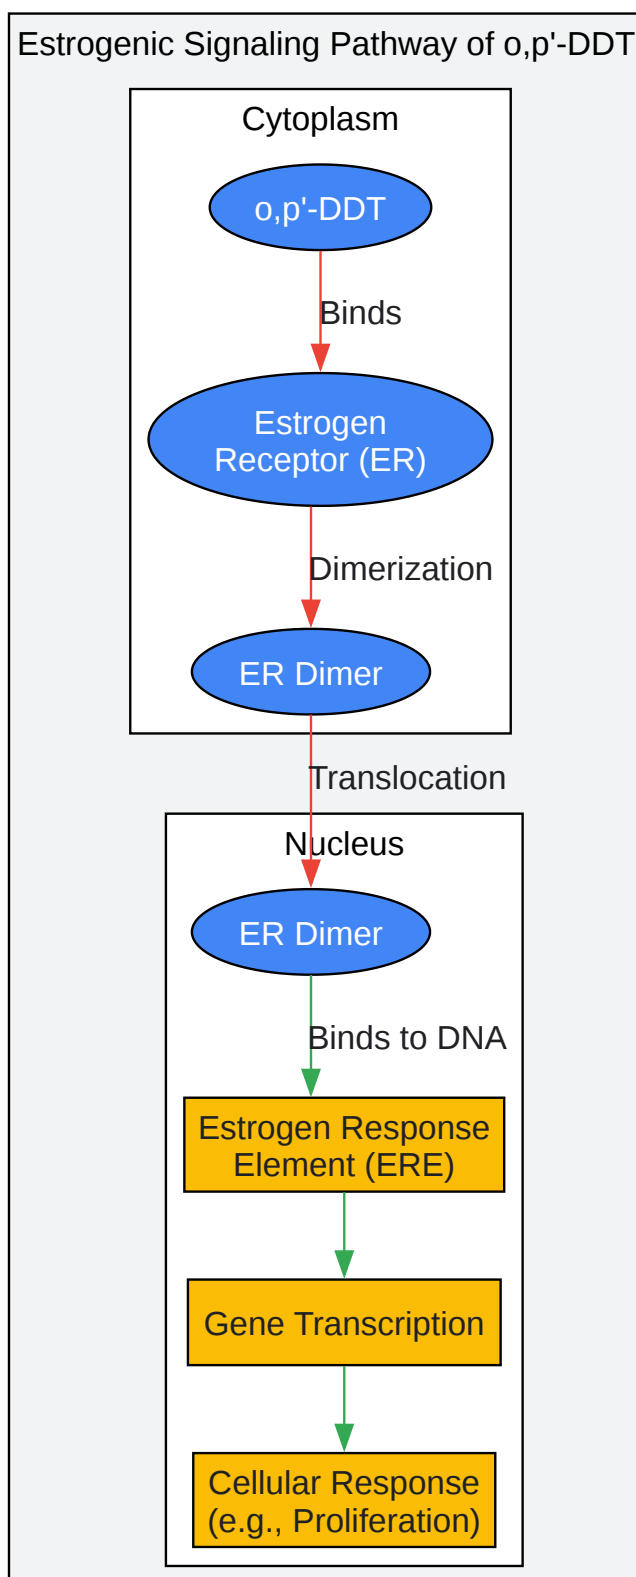 Estrogenic Signaling Pathway of o,p'-DDT
Cytoplasm
o,p'-DDT
Binds
Estrogen
Receptor (ER)
Dimerization
ER Dimer
Translocation
Nucleus
ER Dimer
Binds to DNA
Estrogen Response
Element (ERE)
Gene Transcription
Cellular Response
(e.g., Proliferation)